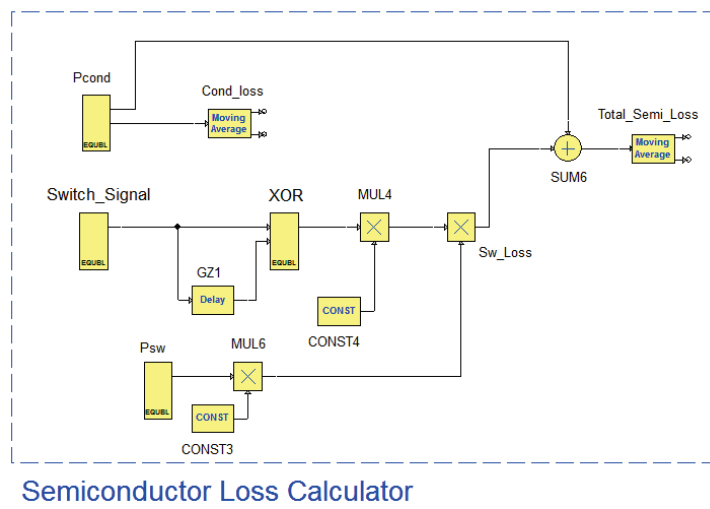 Pcond
EQUBL
Cond_loss
Moving
Average
Total_Semi_Loss
Moving
Average
+
SUM6
Switch_Signal
EQUBL
XOR
EQUBL
MUL4
Sw_Loss
GZ1
Delay
CONST
CONST4
Psw
EQUBL
MUL6
CONST
CONST3
Semiconductor Loss Calculator